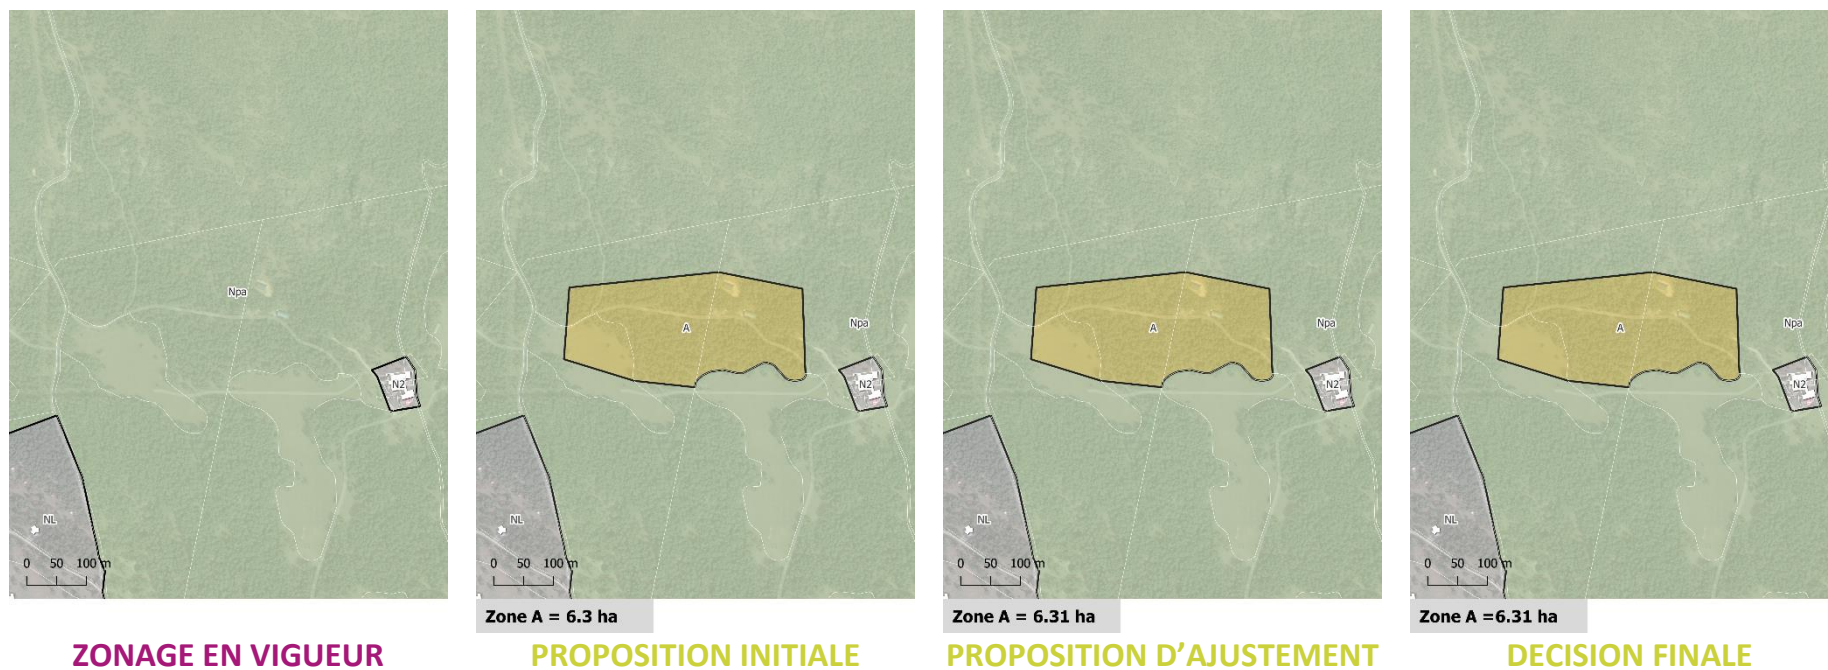 Npa
N2
NL
0 50 100 m
ZONAGE EN VIGUEUR
A
Npa
N2
NL
0 50 100 m
Zone A = 6.3 ha
PROPOSITION INITIALE
A
Npa
N2
NL
0 50 100 m
Zone A = 6.31 ha
PROPOSITION D’AJUSTEMENT
A
Npa
N2
NL
0 50 100 m
Zone A =6.31 ha
DECISION FINALE